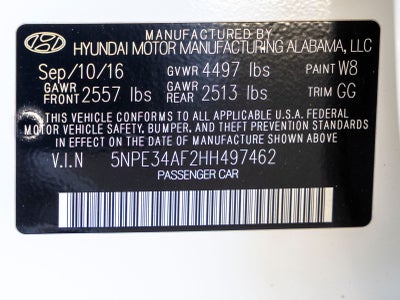 MANUFACTURED BY
HYUNDAI MOTOR MANUFACTURING ALABAMA, LLC
Sep/10/16 GVWR 4497 lbs PAINT W8
GAWR FRONT 2557 lbs GAWR REAR 2513 lbs TRIM GG
THIS VEHICLE CONFORMS TO ALL APPLICABLE U.S.A. FEDERAL
MOTOR VEHICLE SAFETY, BUMPER, AND THEFT PREVENTION STANDARDS
IN EFFECT ON THE DATE OF MANUFACTURE SHOWN ABOVE.
V.I.N 5NPE34AF2HH497462
PASSENGER CAR